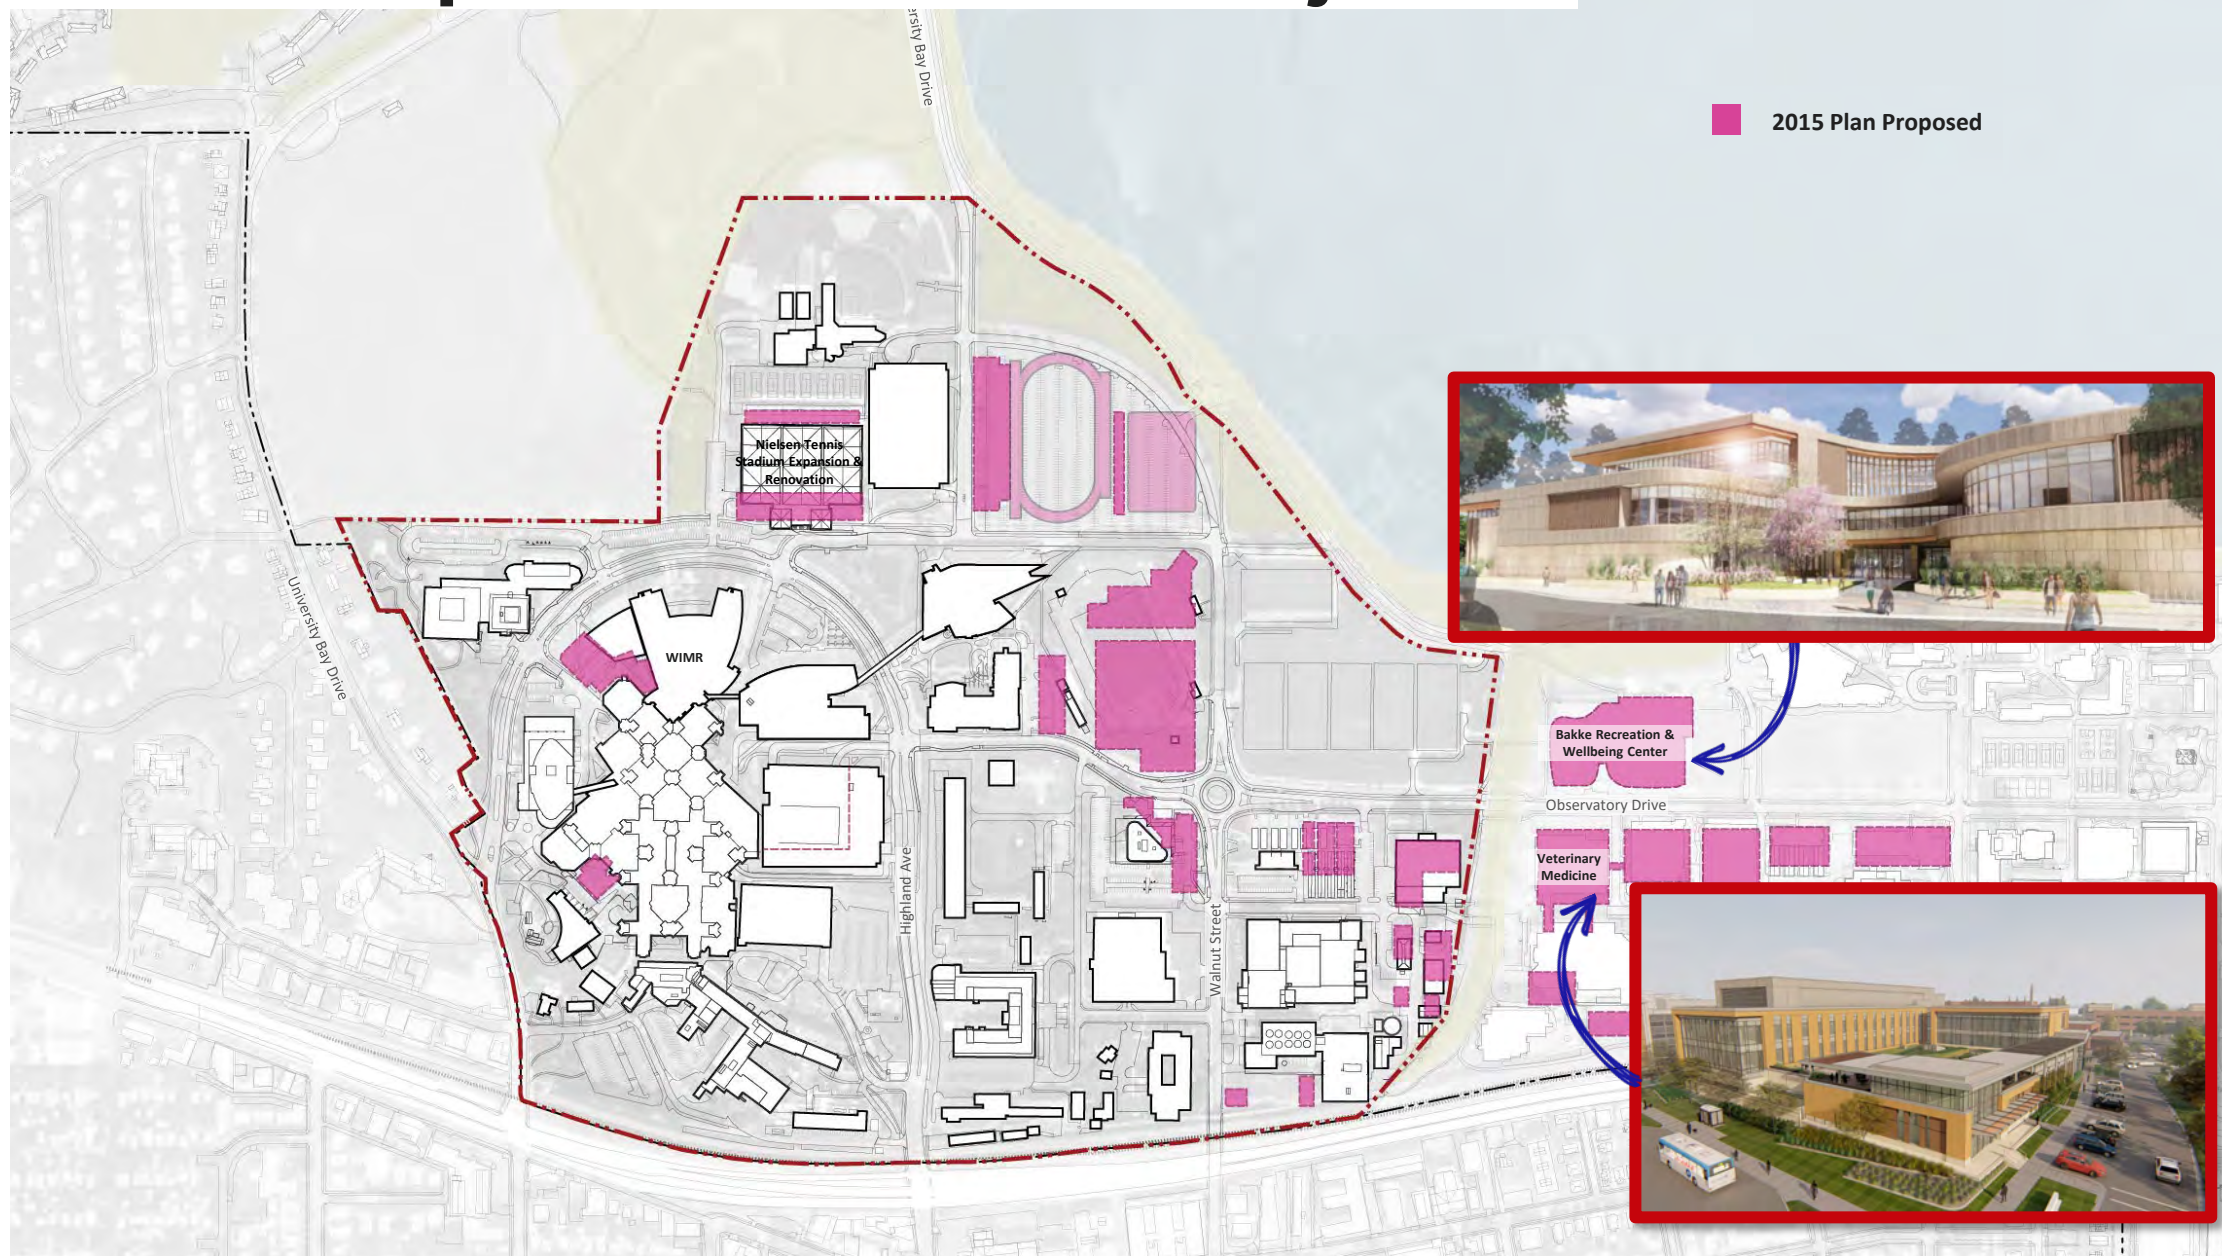 University Bay Drive
2015 Plan Proposed
Nielsen Tennis
Stadium Expansion &
Renovation
University Bay Drive
WIMR
Bakke Recreation &
Wellbeing Center
Observatory Drive
Veterinary
Medicine
Highland Ave
Walnut Street